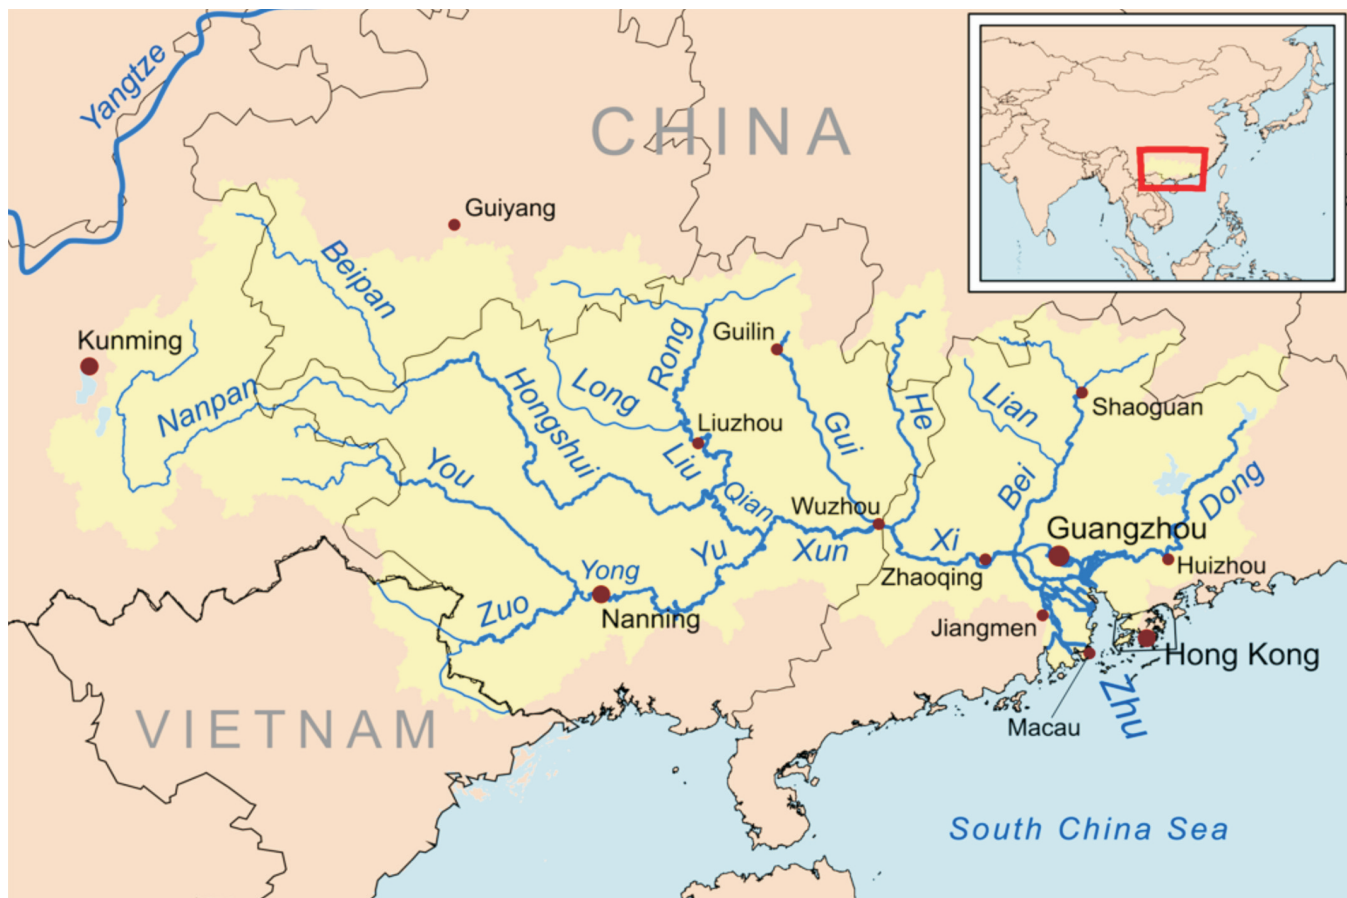 Yangtze
CHINA
Guiyang
Beipan
Kunming
Nanpan
Hongshui
Long
Rong
Guilin
Liuzhou
Liu
Gui
He
Lian
Shaoguan
You
Qian
Wuzhou
Bei
Guangzhou
Dong
Yu
Xun
Xi
Zhaoqing
Huizhou
Yong
Zuo
Nanning
Jiangmen
Hong Kong
Zhu
Macau
VIETNAM
South China Sea